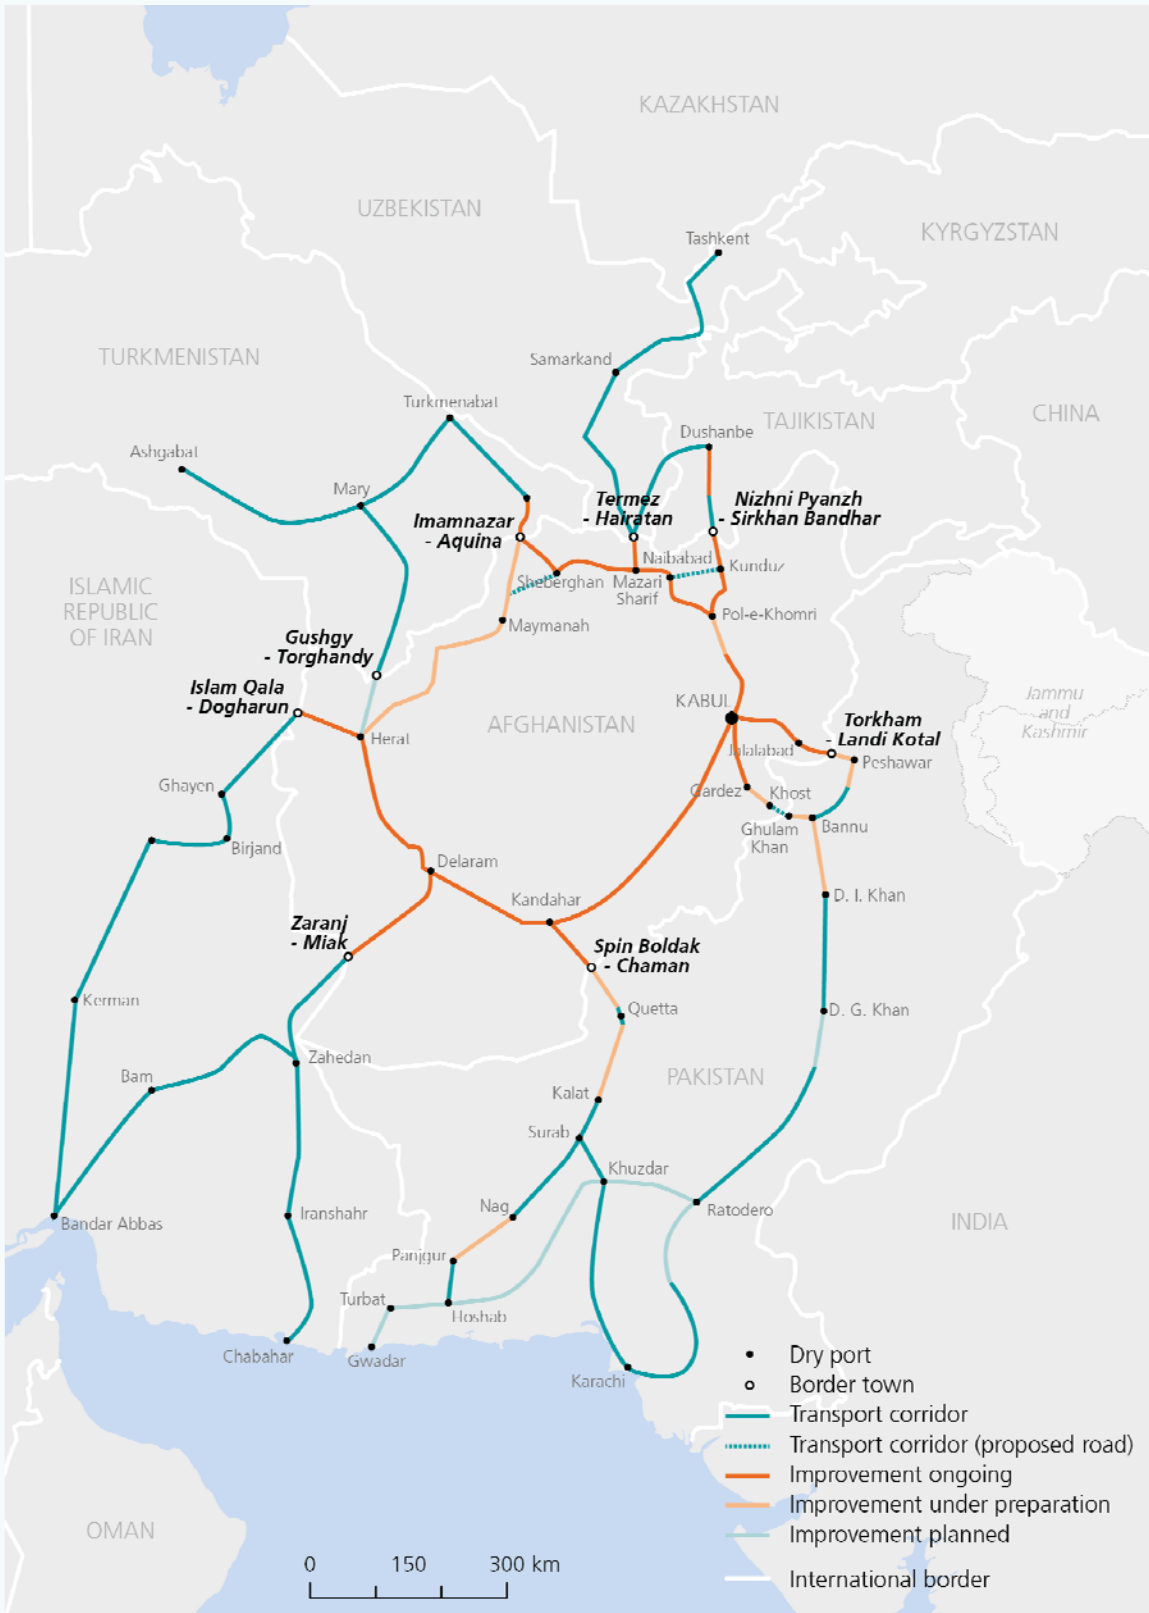 KAZAKHSTAN
UZBEKISTAN
KYRGYZSTAN
Tashkent
TURKMENISTAN
Samarkand
Turkmenabat
TAJIKISTAN
CHINA
Dushanbe
Ashgabat
Mary
Imamnazar
- Aquina
Termez
- Hairatan
Nizhni Pyanzh
- Sirkhan Bandhar
Naibabad
Kunduz
Sheberghan
Mazari
Sharif
ISLAMIC
REPUBLIC
OF IRAN
Maymanah
Pol-e-Khomri
Gushgy
- Torghandy
Islam Qala
- Dogharun
KABUL
AFGHANISTAN
Jammu
and
Kashmir
Herat
Torkham
- Landi Kotal
Jalalabad
Peshawar
Ghayen
Gardez
Khost
Ghulam
Khan
Bannu
Birjand
Delaram
D. I. Khan
Kandahar
Zaranj
- Miak
Spin Boldak
- Chaman
Kerman
Quetta
D. G. Khan
Zahedan
Bam
PAKISTAN
Kalat
Surab
Khuzdar
Nag
Ratodero
Bandar Abbas
Iranshahr
INDIA
Panjgur
Turbat
Hoshab
Chabahar
Gwadar
Karachi
Dry port
Border town
Transport corridor
Transport corridor (proposed road)
Improvement ongoing
Improvement under preparation
Improvement planned
International border
OMAN
0 150 300 km